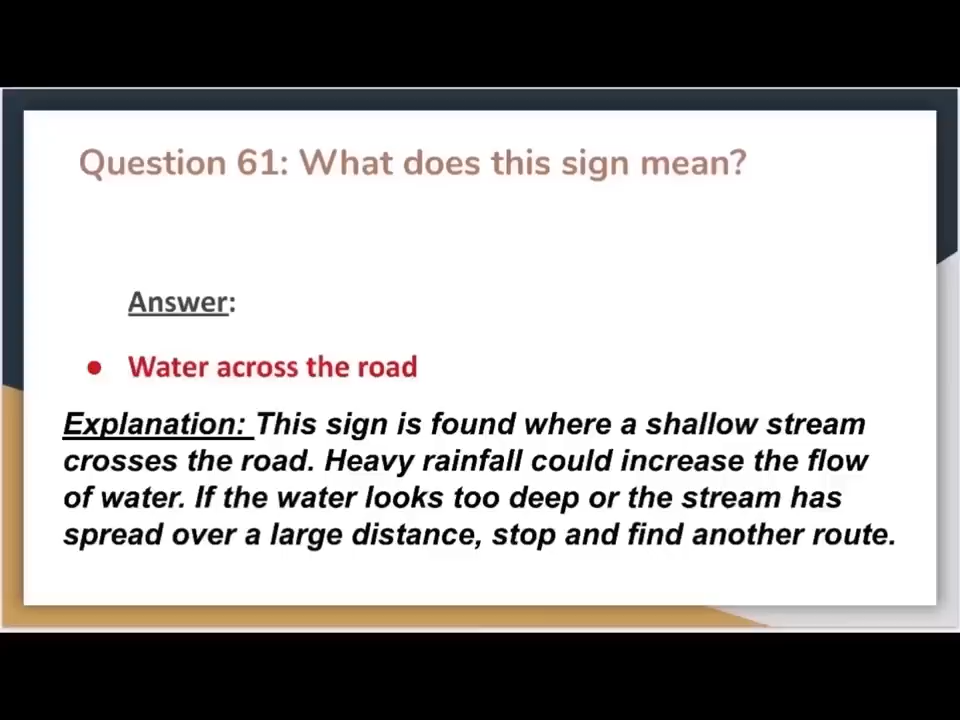 Question 61: What does this sign mean?
Answer:
● Water across the road
Explanation: This sign is found where a shallow stream
crosses the road. Heavy rainfall could increase the flow
of water. If the water looks too deep or the stream has
spread over a large distance, stop and find another route.